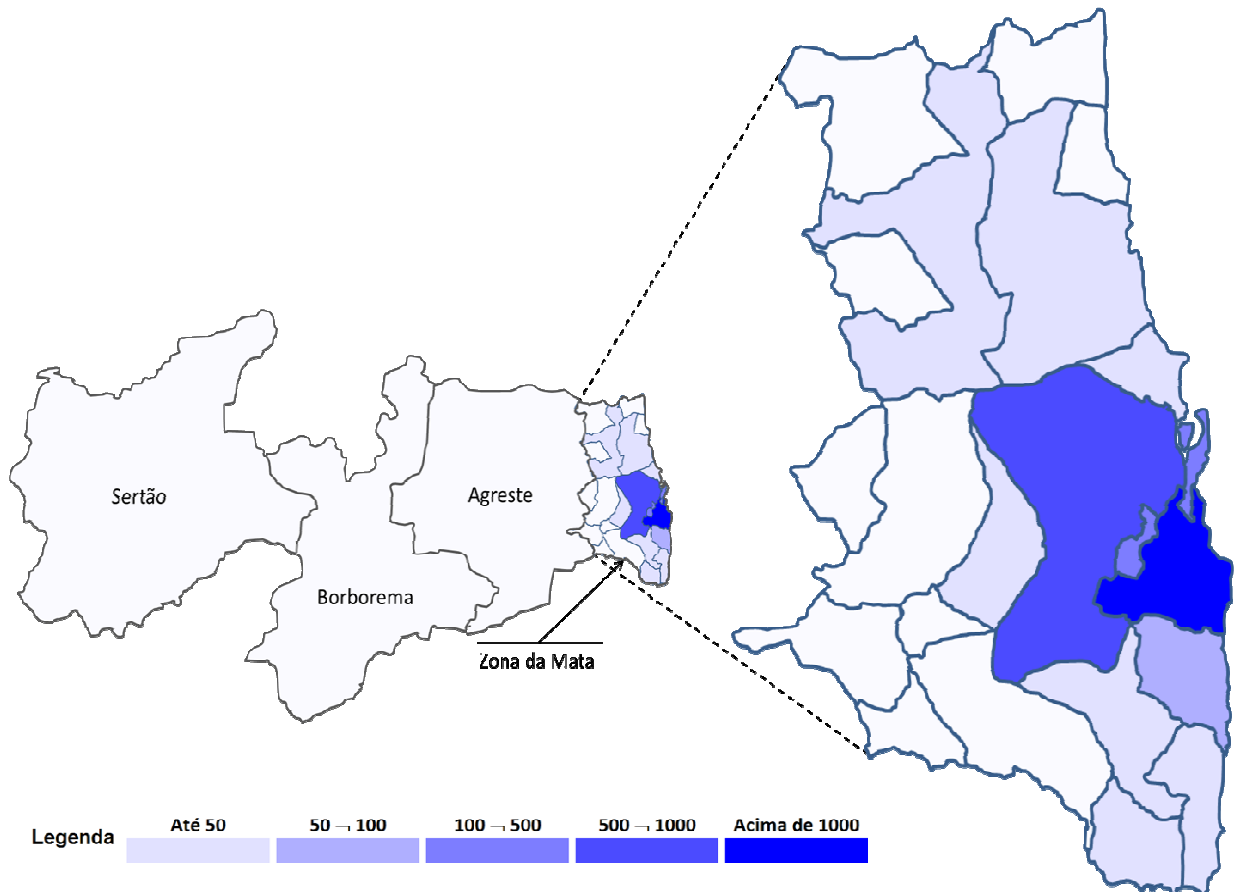 Sertão
Agreste
Borborema
Zona da Mata
Legenda
Até 50
50 ¬ 100
100 ¬ 500
500 ¬ 1000
Acima de 1000